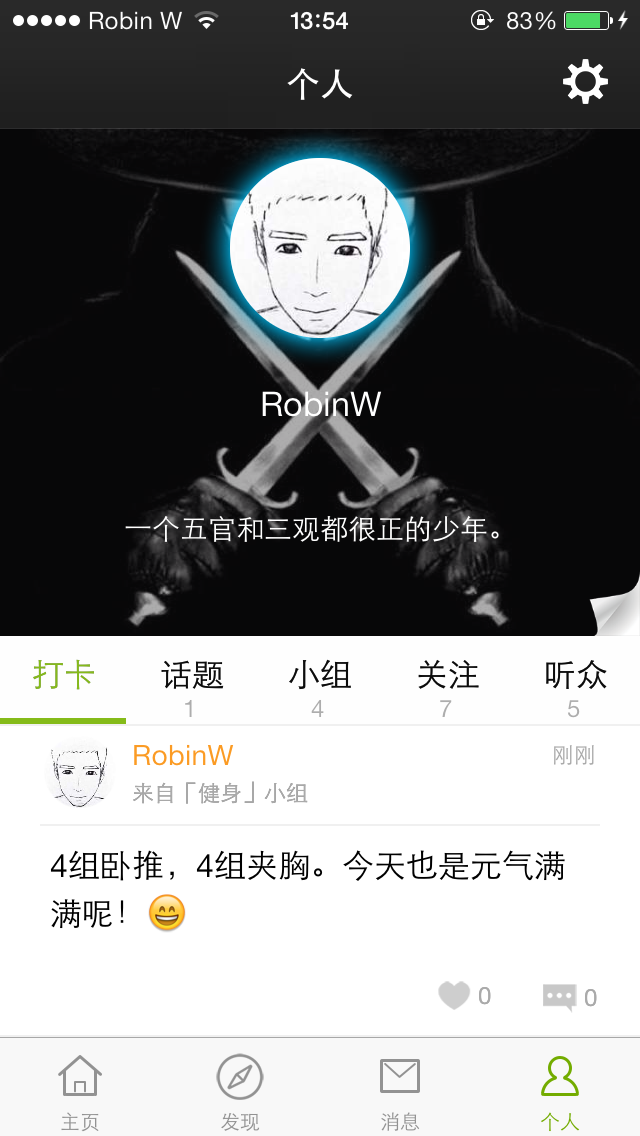 Robin W 13:54 83%
个人
RobinW
一个五官和三观都很正的少年。
打卡 话题 小组 关注 听众
1 4 7 5
RobinW 刚刚
来自「健身」小组
4组卧推，4组夹胸。今天也是元气满
满呢！😄
0 0
主页 发现 消息 个人